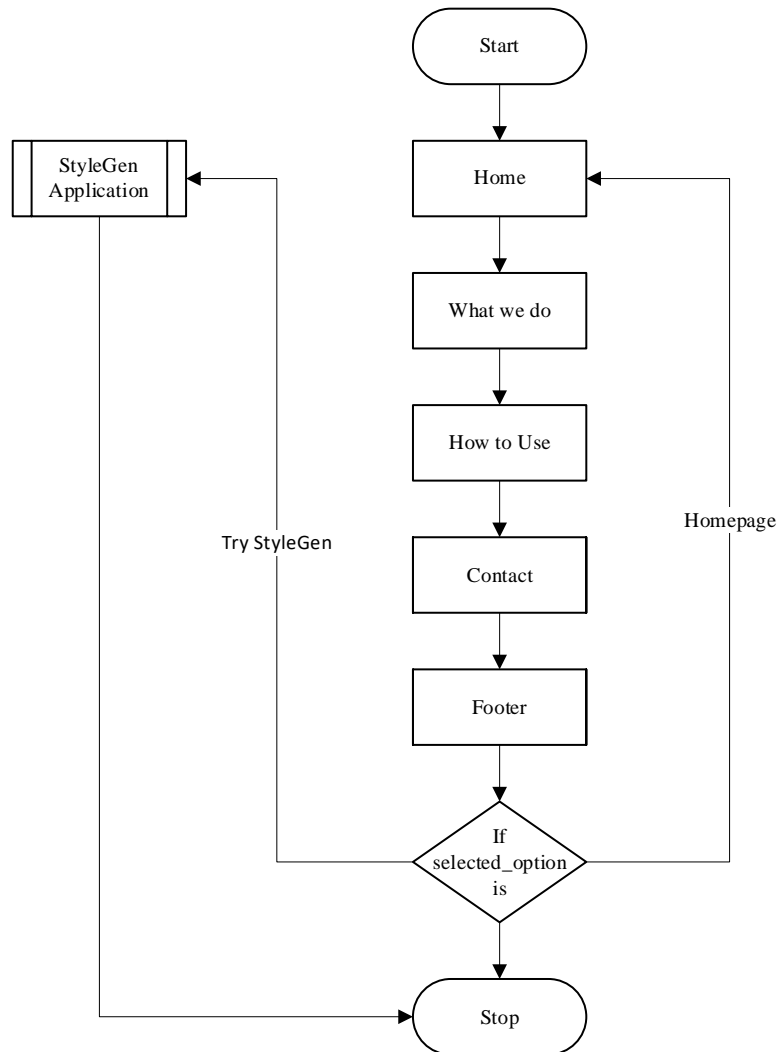 Start
StyleGen
Application
Home
What we do
How to Use
Homepage
Try StyleGen
Contact
Footer
If
selected_option
is
Stop